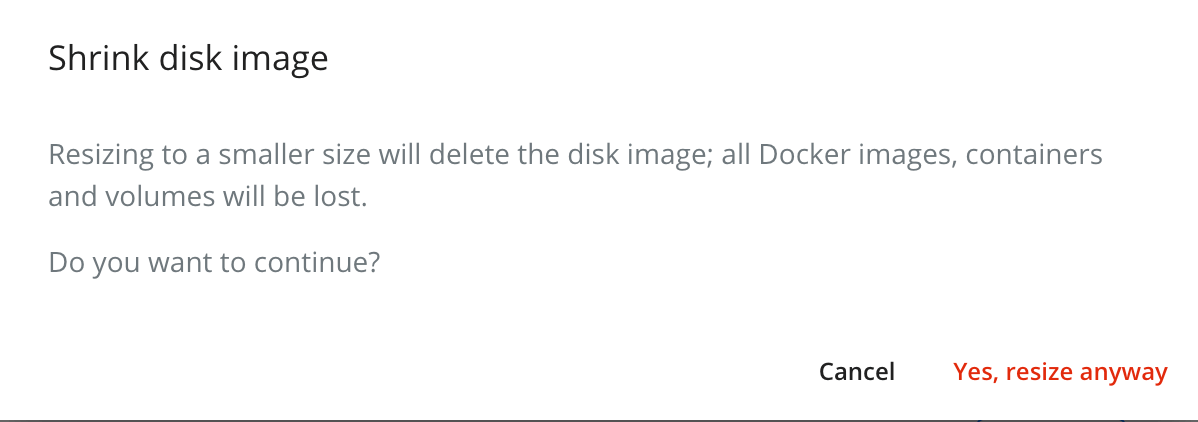 Shrink disk image
Resizing to a smaller size will delete the disk image; all Docker images, containers
and volumes will be lost.
Do you want to continue?
Cancel
Yes, resize anyway